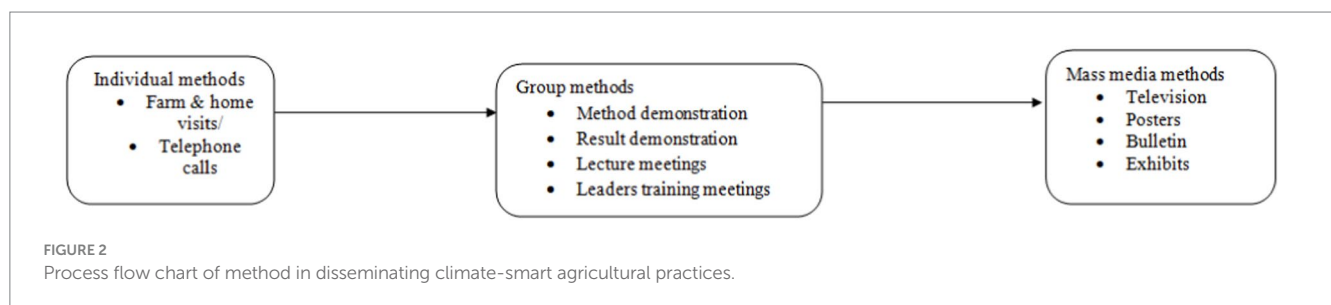 Individual methods
• Farm & home
visits/
• Telephone
calls
Group methods
• Method demonstration
• Result demonstration
• Lecture meetings
• Leaders training meetings
Mass media methods
• Television
• Posters
• Bulletin
• Exhibits
FIGURE 2
Process flow chart of method in disseminating climate-smart agricultural practices.